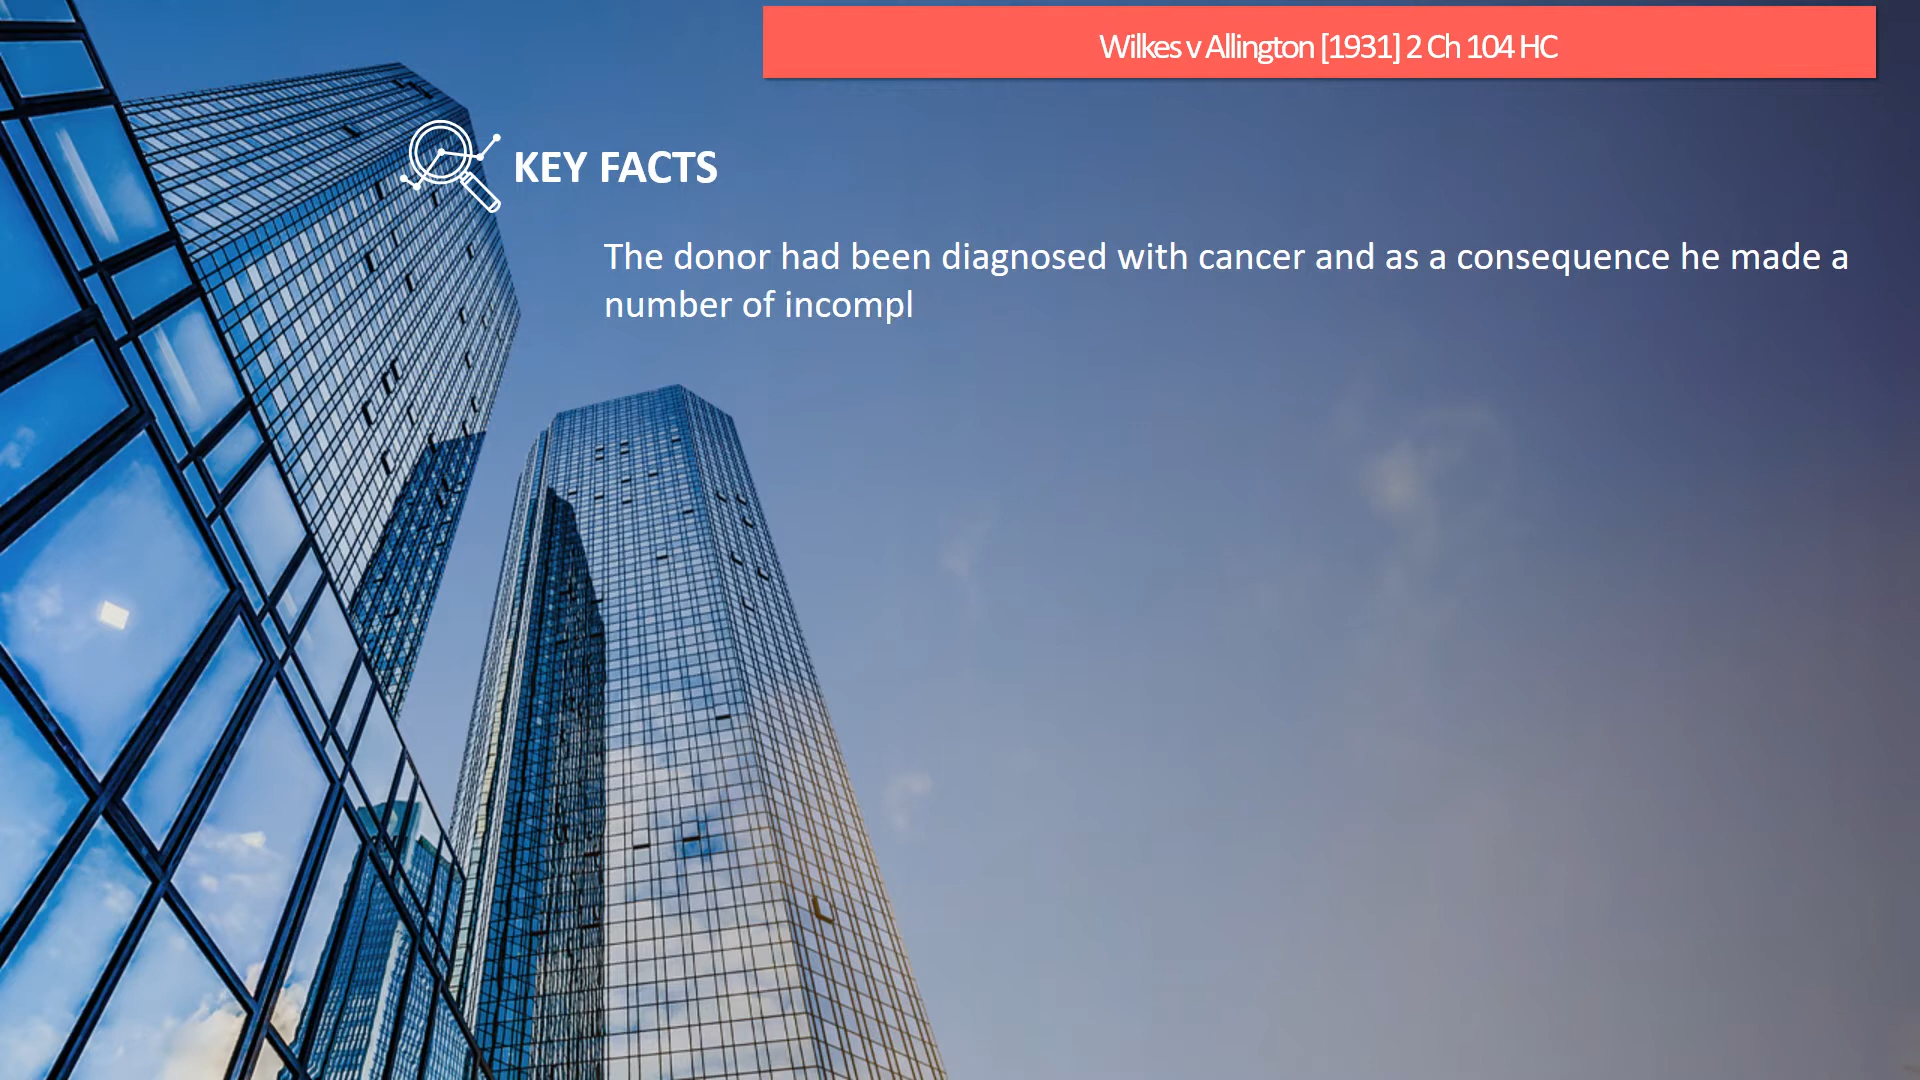 Wilkes v Allington [1931] 2 Ch 104 HC
KEY FACTS
The donor had been diagnosed with cancer and as a consequence he made a
number of incompl